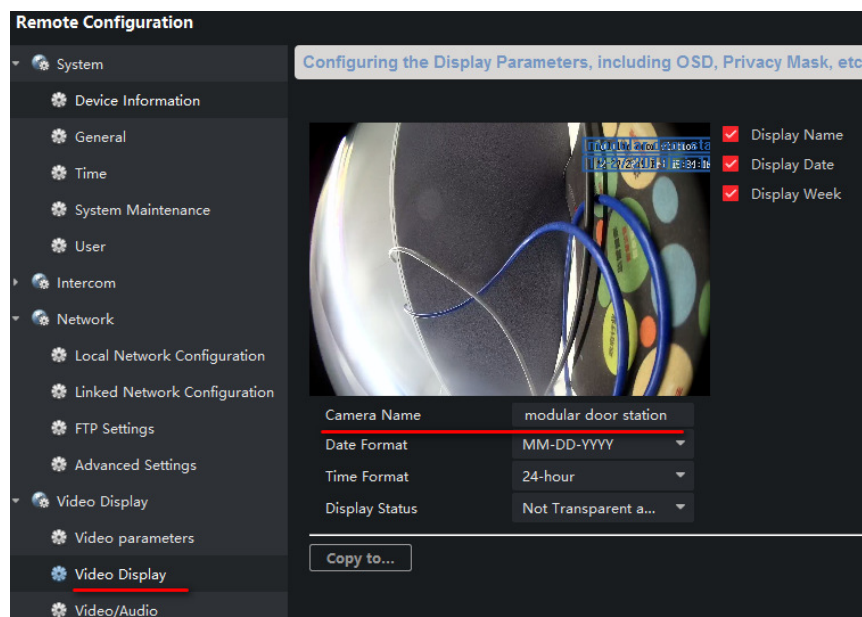 Remote Configuration
System
Device Information
General
Time
System Maintenance
User
Intercom
Network
Local Network Configuration
Linked Network Configuration
FTP Settings
Advanced Settings
Video Display
Video parameters
Video Display
Video/Audio
Configuring the Display Parameters, including OSD, Privacy Mask, etc
Display Name
Display Date
Display Week
Camera Name modular door station
Date Format MM-DD-YYYY
Time Format 24-hour
Display Status Not Transparent a...
Copy to...